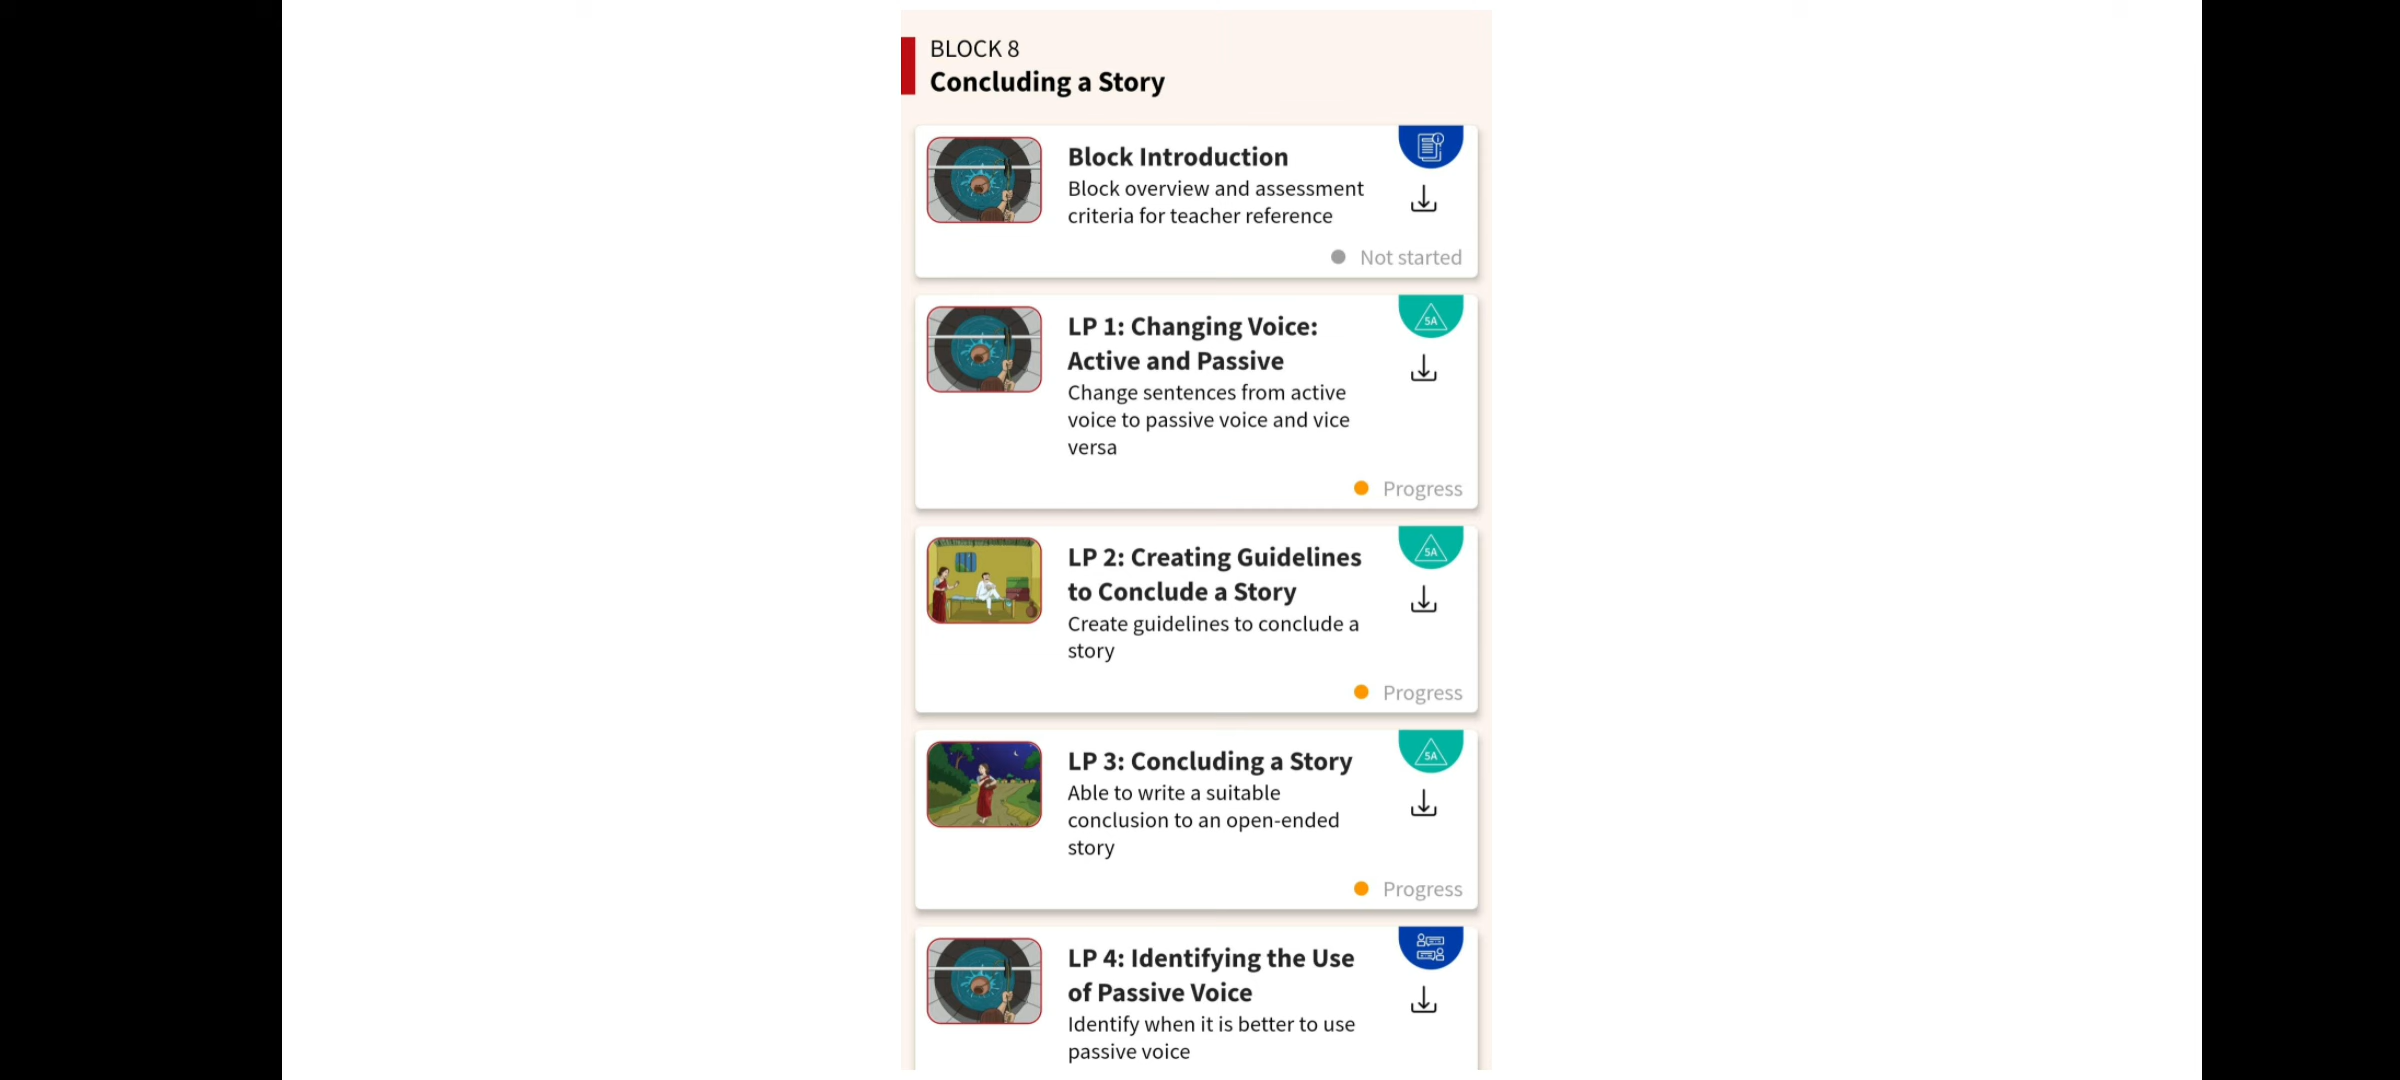 BLOCK 8
Concluding a Story
Block Introduction
Block overview and assessment
criteria for teacher reference
Not started
LP 1: Changing Voice:
Active and Passive
Change sentences from active
voice to passive voice and vice
versa
5A
Progress
LP 2: Creating Guidelines
to Conclude a Story
Create guidelines to conclude a
story
5A
Progress
LP 3: Concluding a Story
Able to write a suitable
conclusion to an open-ended
story
5A
Progress
LP 4: Identifying the Use
of Passive Voice
Identify when it is better to use
passive voice